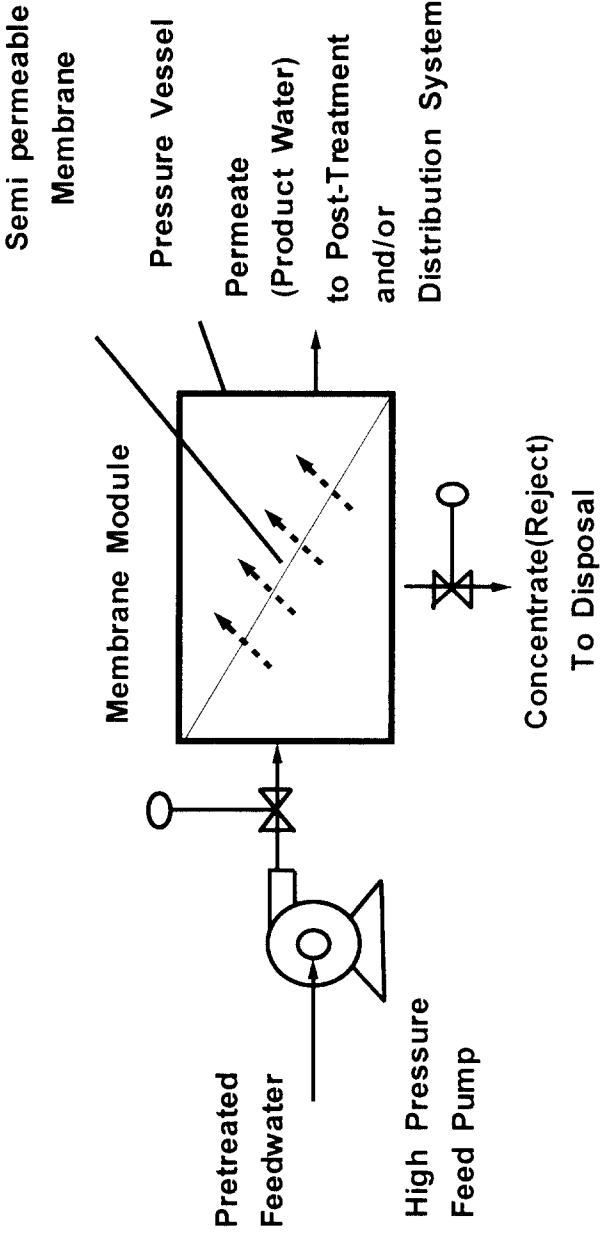 Semi permeable
Membrane
Pressure Vessel
Membrane Module
Permeate
(Product Water)
to Post-Treatment
and/or
Distribution System
Pretreated
Feedwater
High Pressure
Feed Pump
Concentrate(Reject)
To Disposal